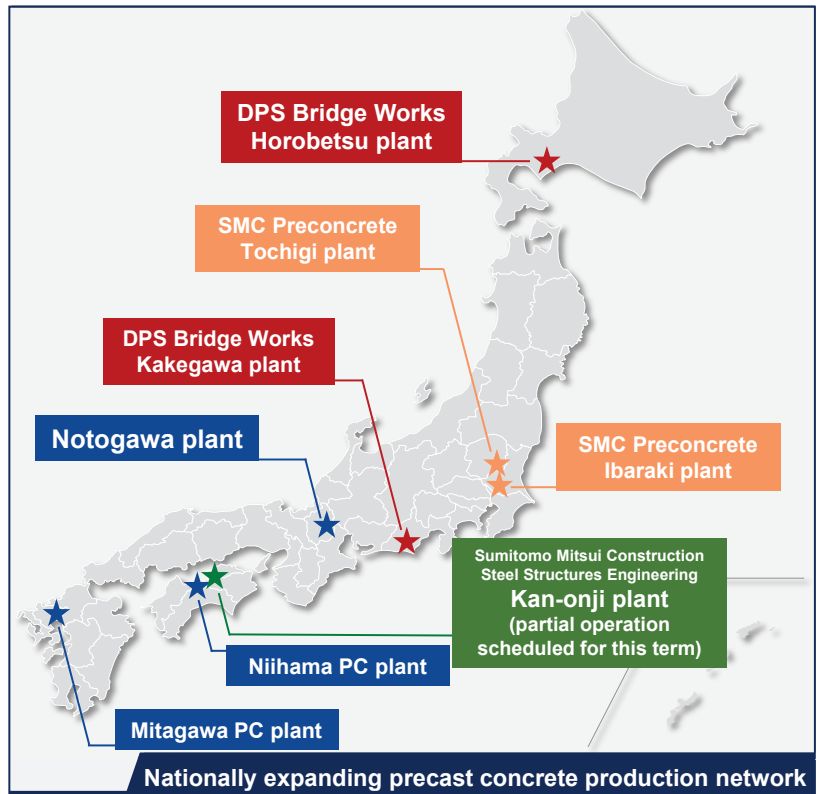 DPS Bridge Works
Horobetsu plant
SMC Preconcrete
Tochigi plant
DPS Bridge Works
Kakegawa plant
Notogawa plant
SMC Preconcrete
Ibaraki plant
Sumitomo Mitsui Construction
Steel Structures Engineering
Kan-onji plant
(partial operation
scheduled for this term)
Niihama PC plant
Mitagawa PC plant
Nationally expanding precast concrete production network